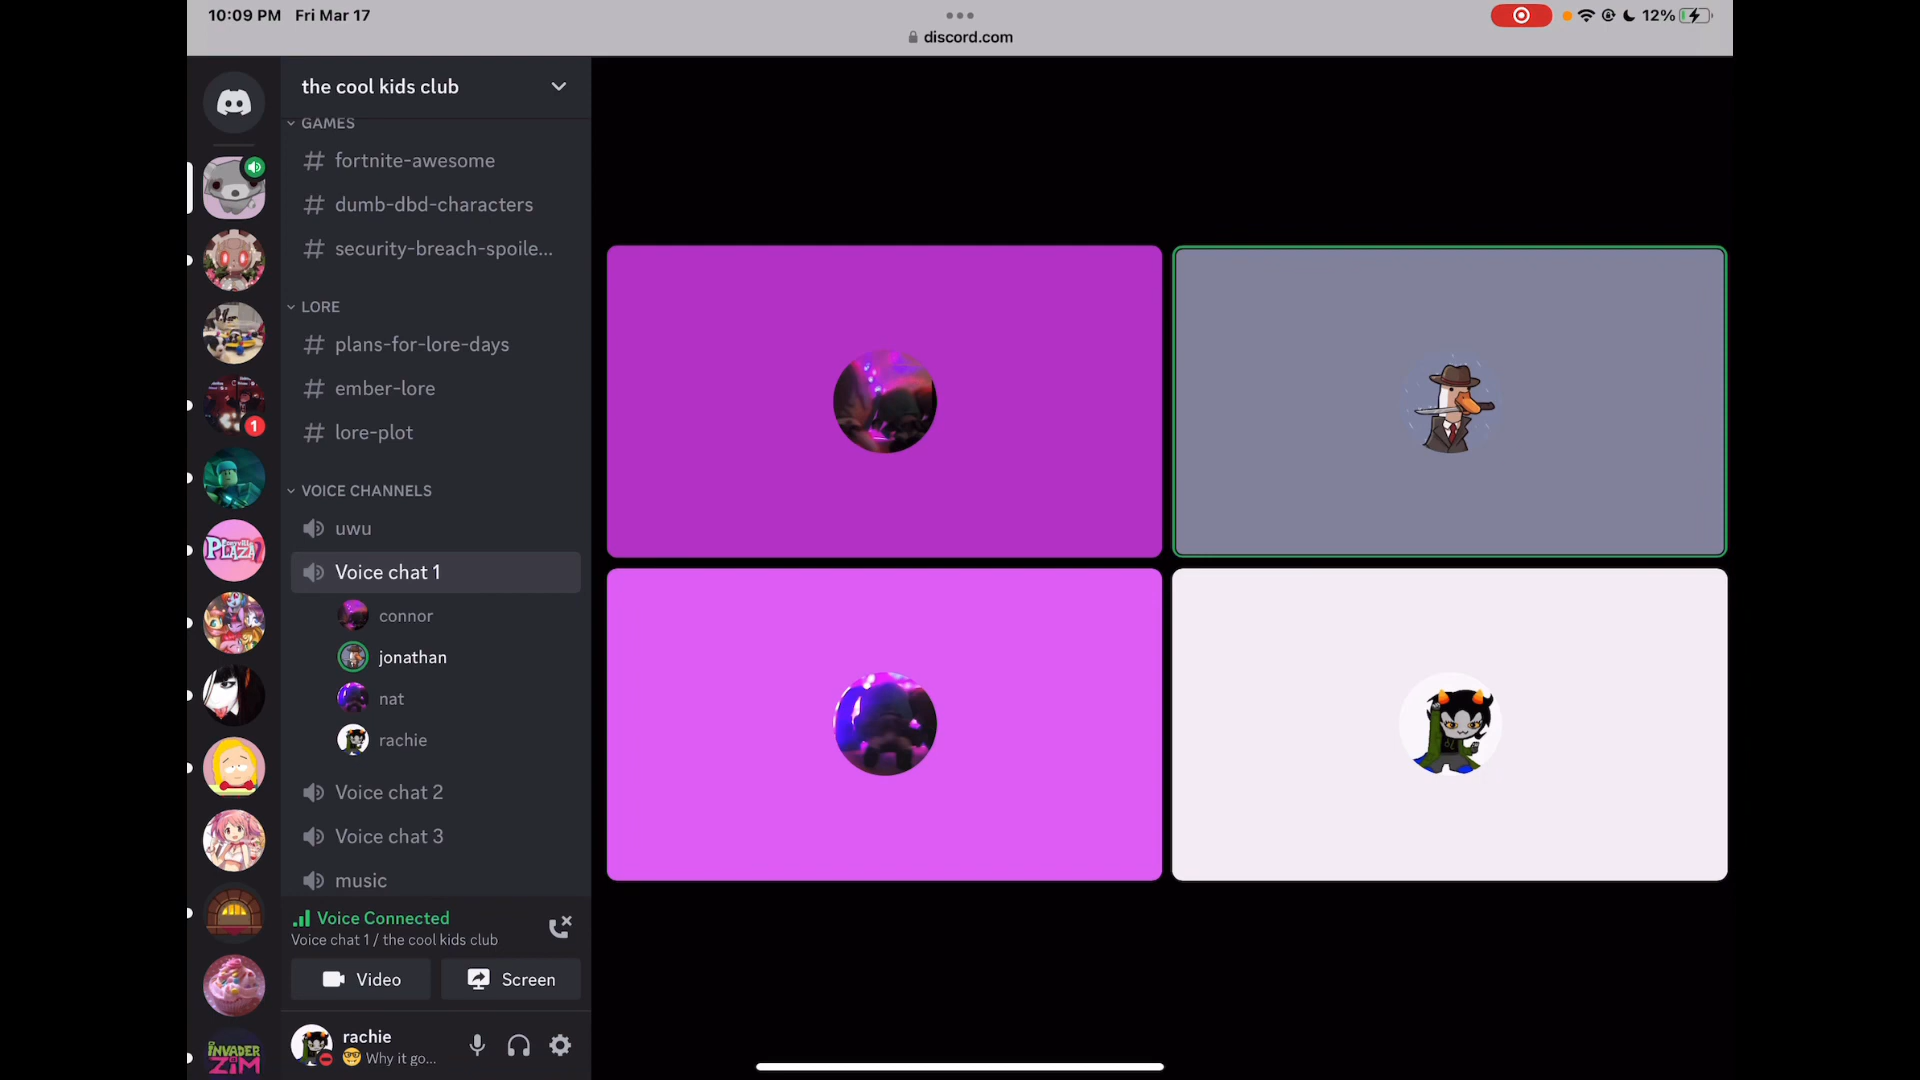 10:09 PM Fri Mar 17
12%
discord.com
the cool kids club
GAMES
fortnite-awesome
dumb-dbd-characters
security-breach-spoile...
LORE
plans-for-lore-days
ember-lore
lore-plot
VOICE CHANNELS
uwu
Voice chat 1
connor
jonathan
nat
rachie
Voice chat 2
Voice chat 3
music
Voice Connected
Voice chat 1 / the cool kids club
Video
Screen
rachie
Why it go...
1
PLAZA
INVADER
ZIM